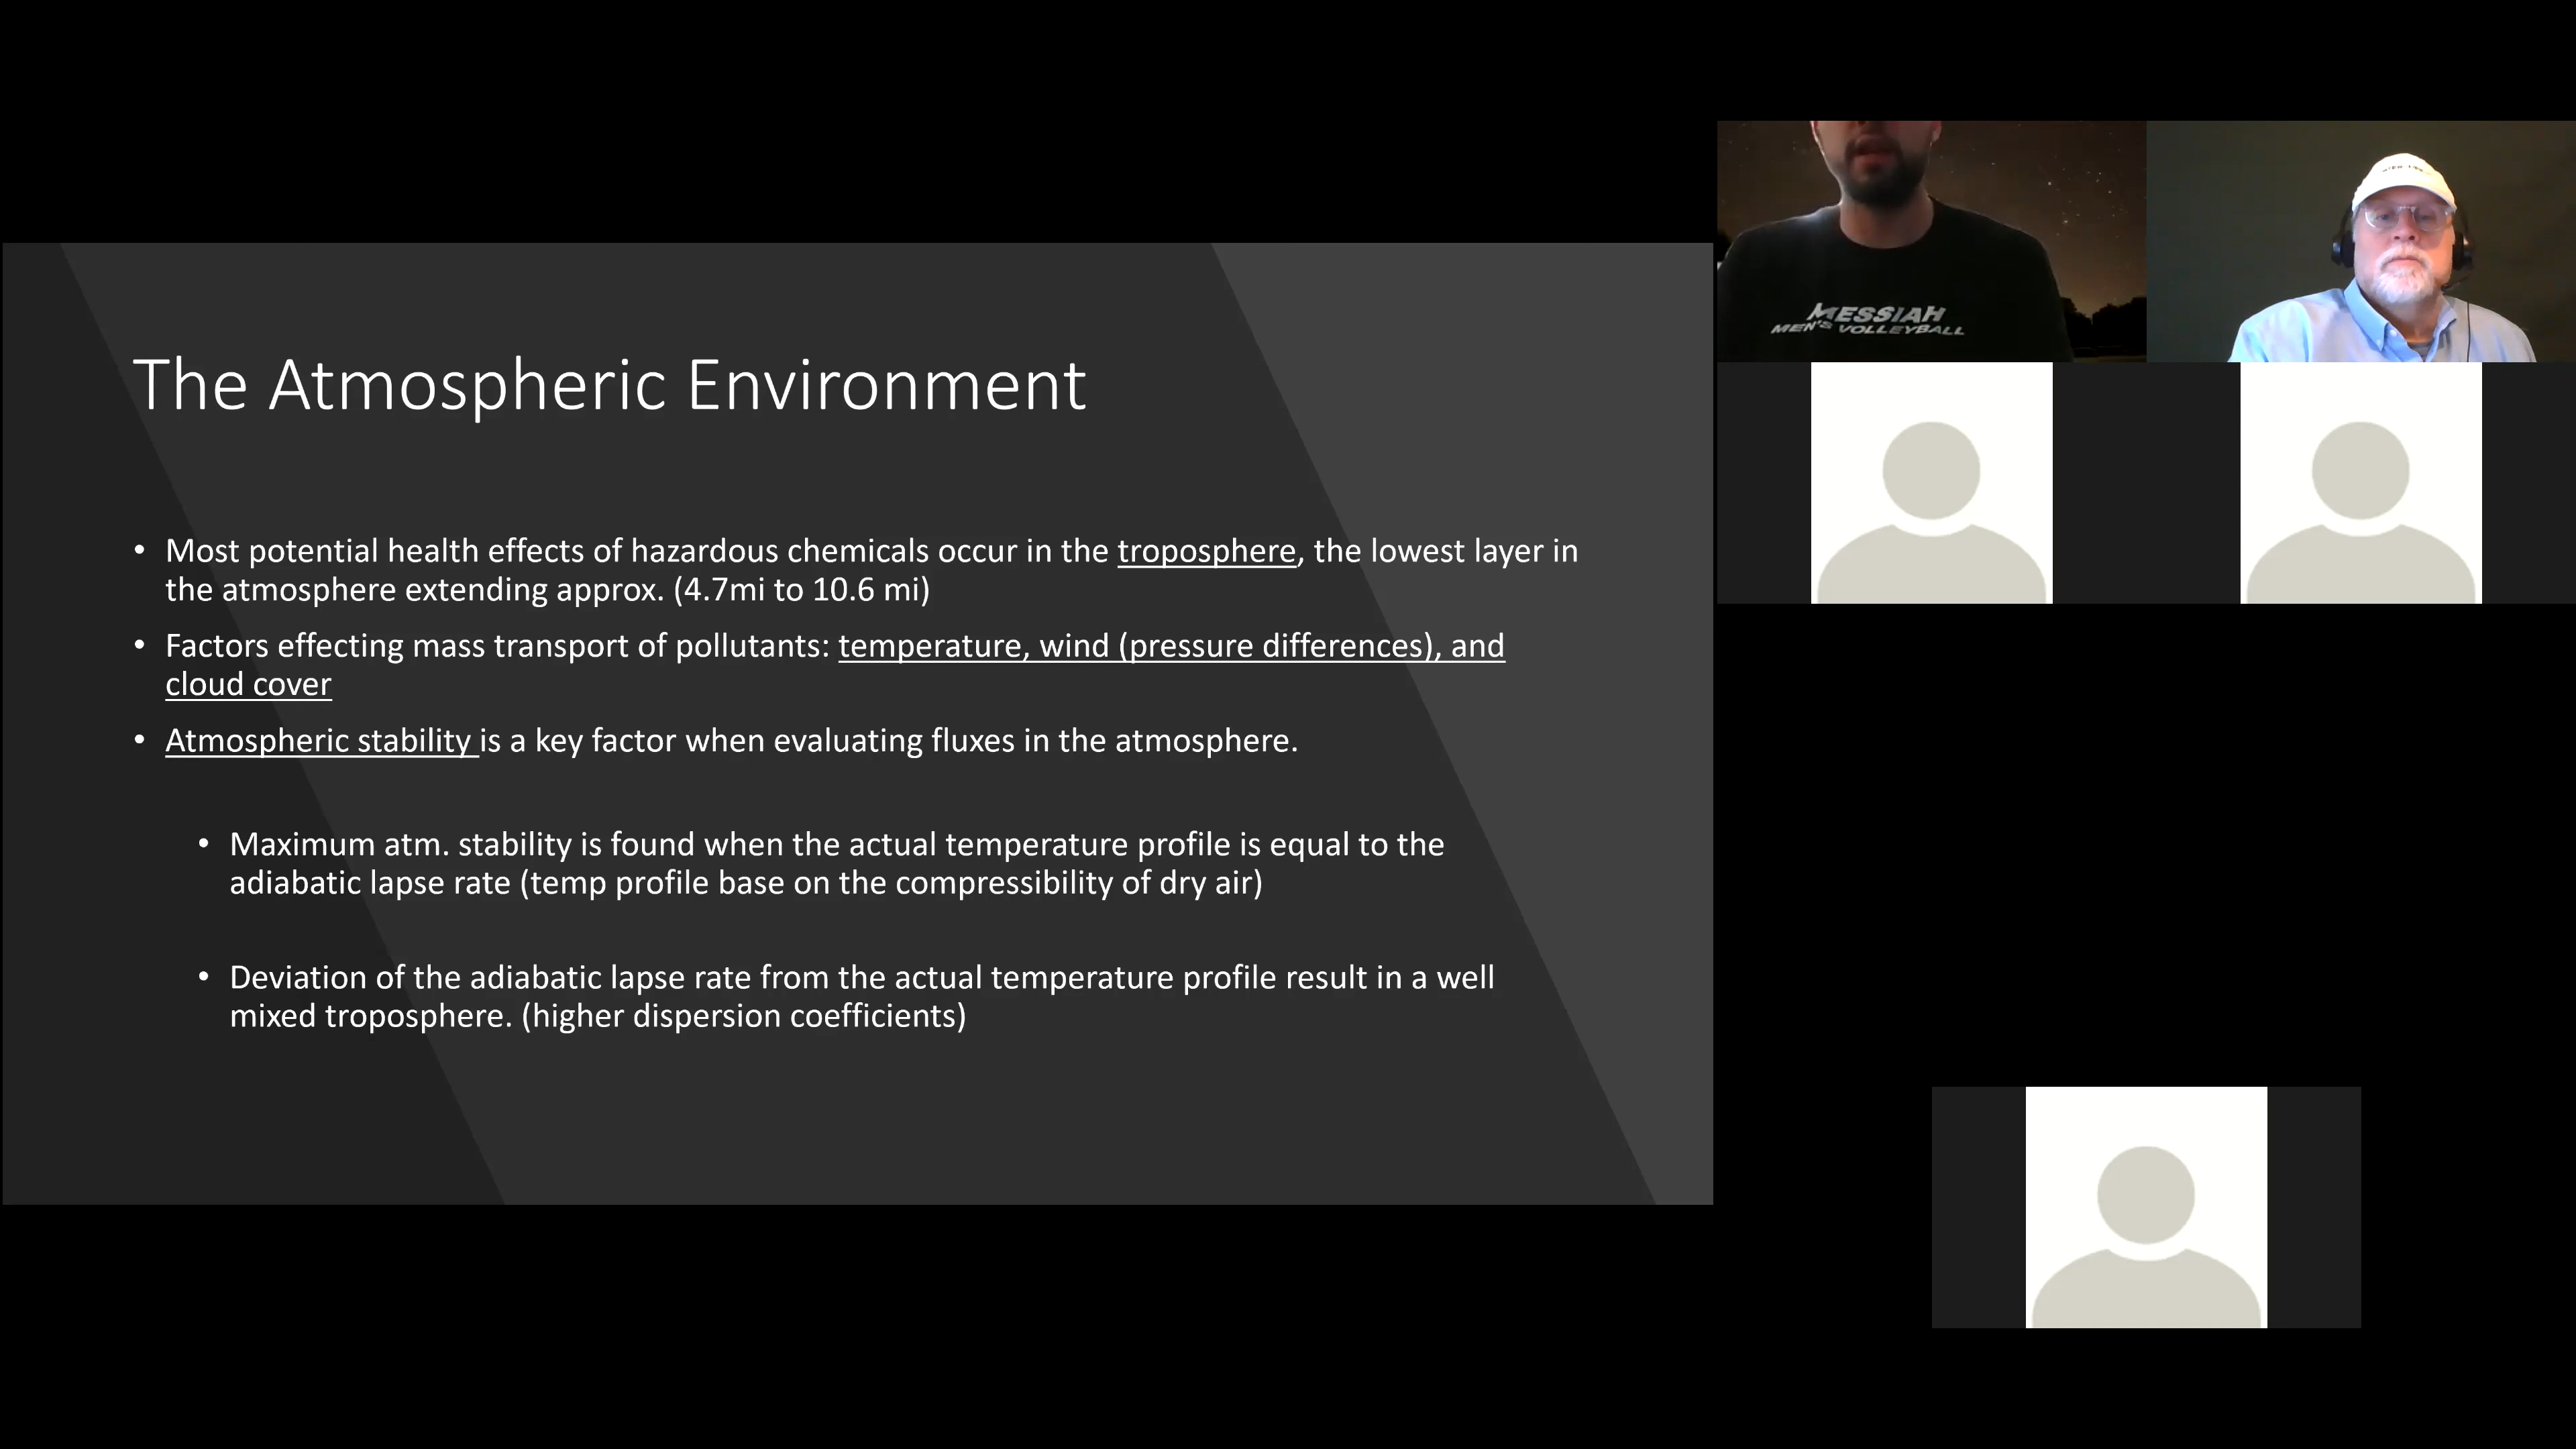 The Atmospheric Environment
• Most potential health effects of hazardous chemicals occur in the troposphere, the lowest layer in
the atmosphere extending approx. (4.7mi to 10.6 mi)
• Factors effecting mass transport of pollutants: temperature, wind (pressure differences), and
cloud cover
• Atmospheric stability is a key factor when evaluating fluxes in the atmosphere.
• Maximum atm. stability is found when the actual temperature profile is equal to the
adiabatic lapse rate (temp profile base on the compressibility of dry air)
• Deviation of the adiabatic lapse rate from the actual temperature profile result in a well
mixed troposphere. (higher dispersion coefficients)
MESSIAH
MEN'S VOLLEYBALL